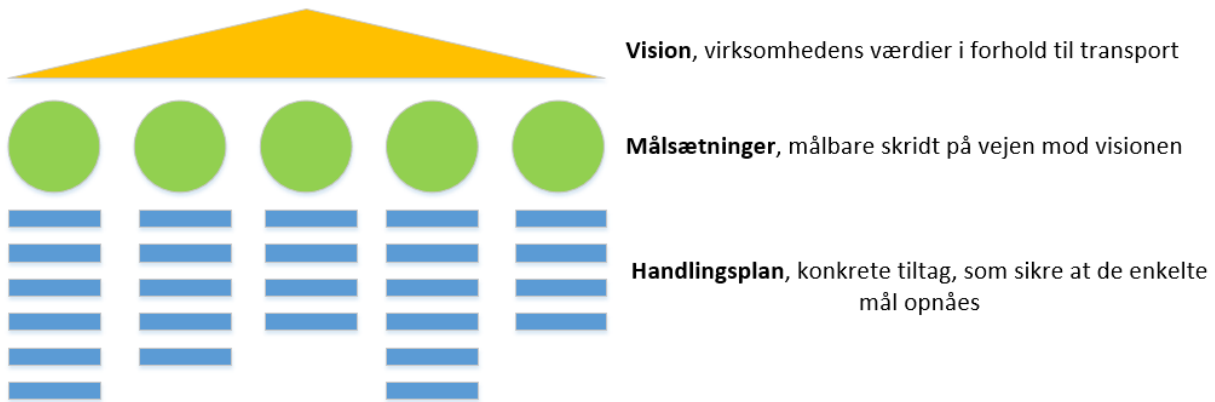 Vision, virksomhedens værdier i forhold til transport
Målsætninger, målbare skridt på vejen mod visionen
Handlingsplan, konkrete tiltag, som sikre at de enkelte
mål opnåes